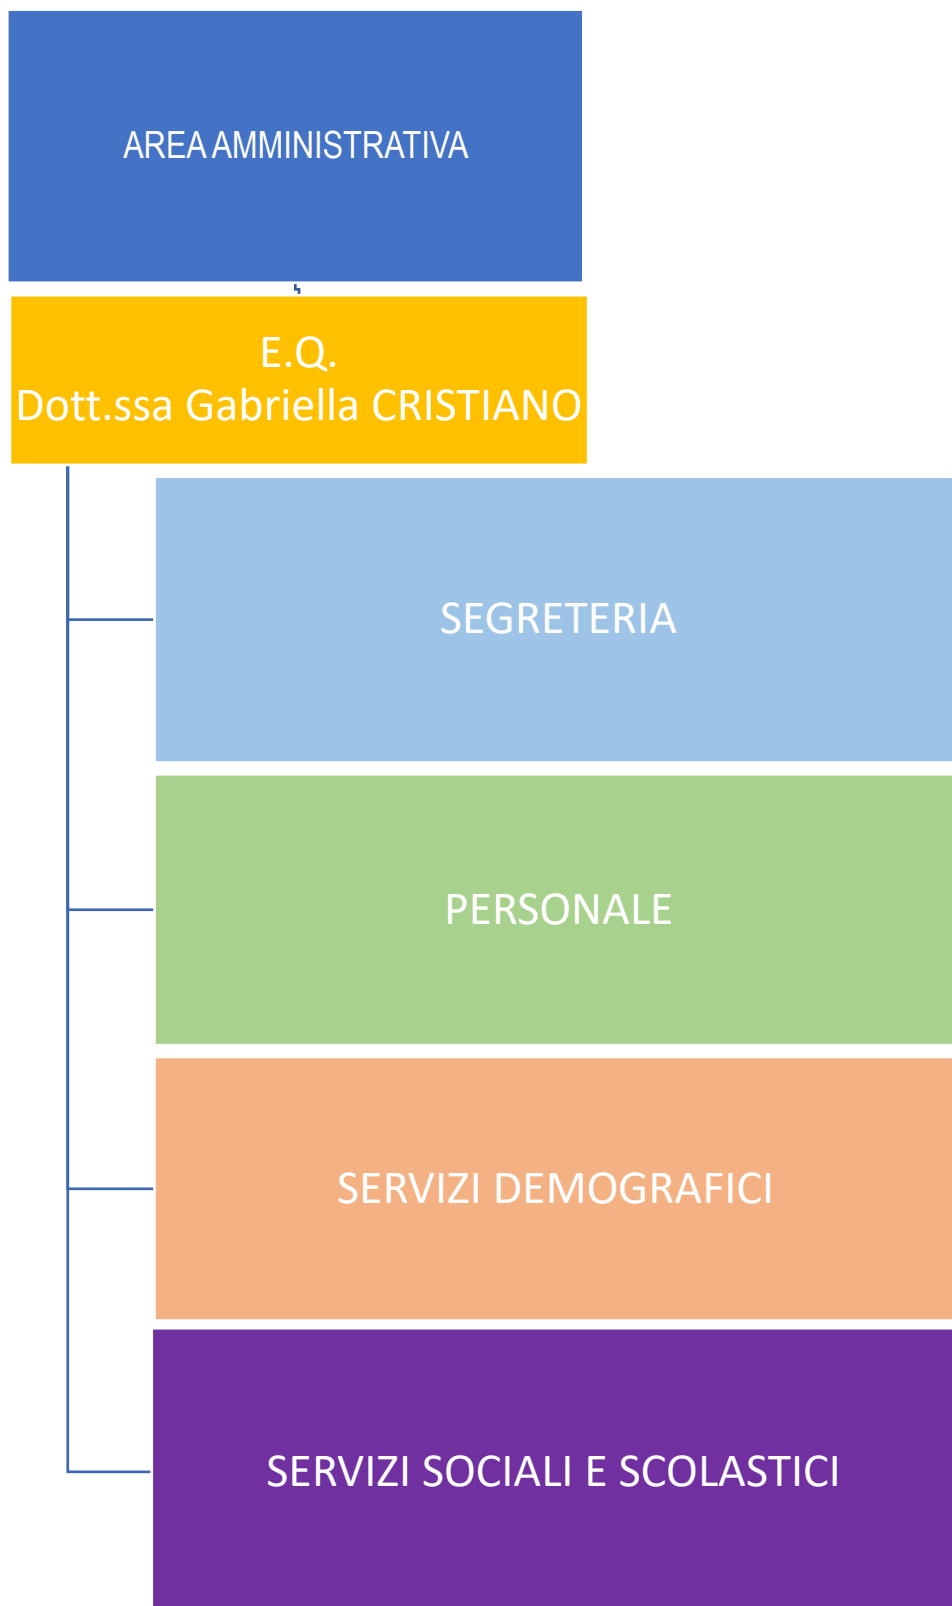 AREA AMMINISTRATIVA
E.Q.
Dott.ssa Gabriella CRISTIANO
SEGRETERIA
PERSONALE
SERVIZI DEMOGRAFICI
SERVIZI SOCIALI E SCOLASTICI